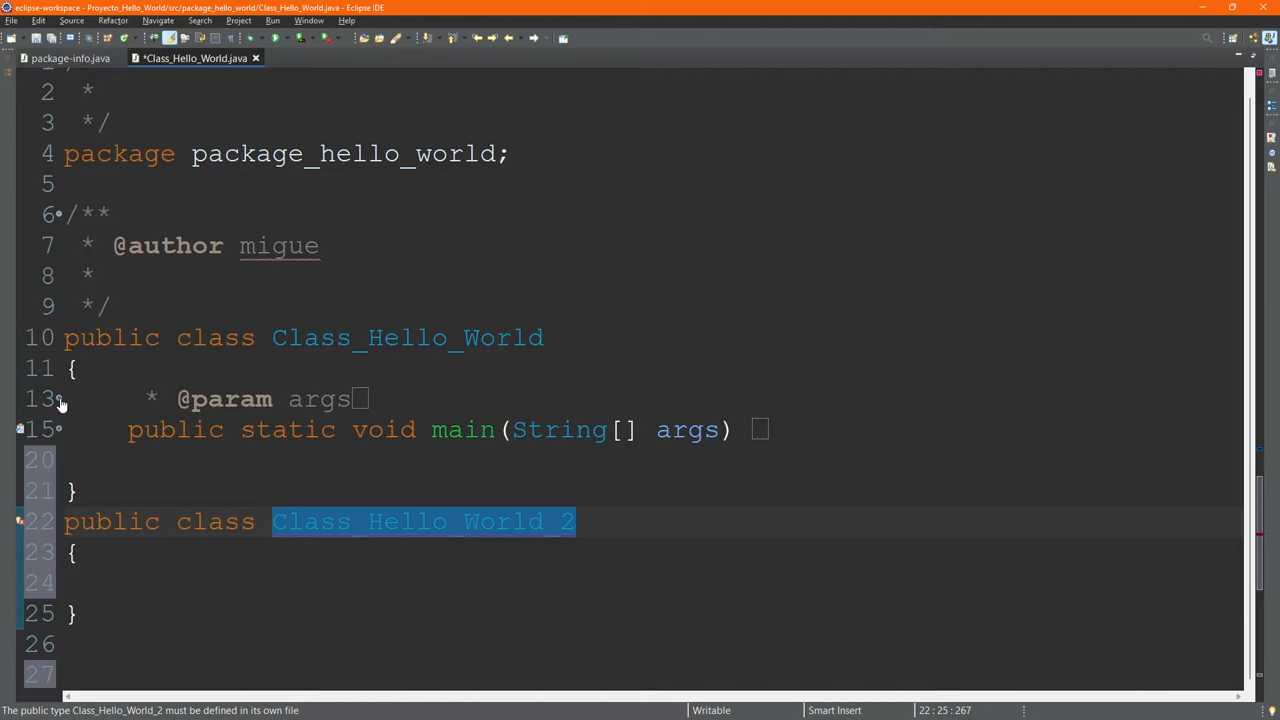 eclipse-workspace - Proyecto_Hello_World/src/package_hello_world/Class_Hello_World.java - Eclipse IDE
File Edit Source Refactor Navigate Search Project Run Window Help
package-info.java *Class_Hello_World.java
2 *
3 */
4 package package_hello_world;
5
6 /**
7 * @author migue
8 *
9 */
10 public class Class_Hello_World
11 {
13 * @param args
15 public static void main(String[] args)
20
21 }
22 public class Class_Hello_World_2
23 {
24
25 }
26
27
The public type Class_Hello_World_2 must be defined in its own file Writable Smart Insert 22 : 25 : 267